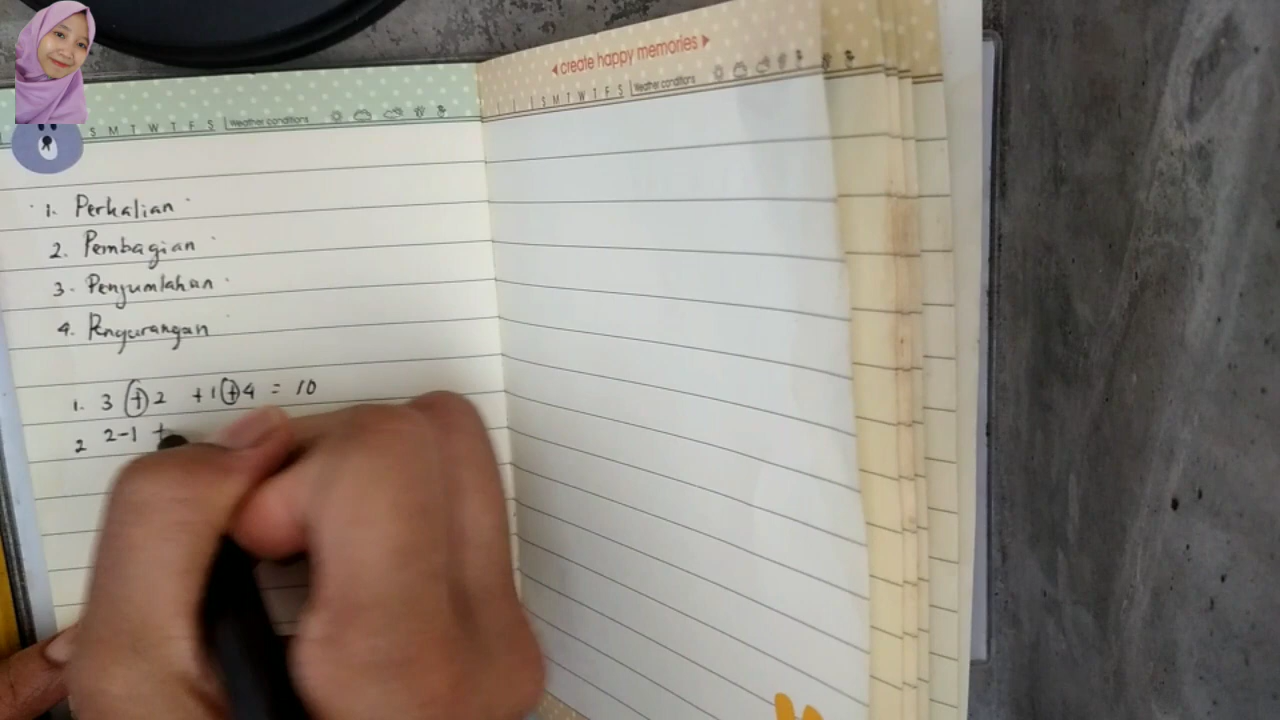 create happy memories
S M T W T F S Weather conditions
S M T W T F S Weather conditions
1. Perkalian
2. Pembagian
3. Penjumlahan
4. Pengurangan
1. 3 + 2 + 1 + 4 = 10
2 2-1 +